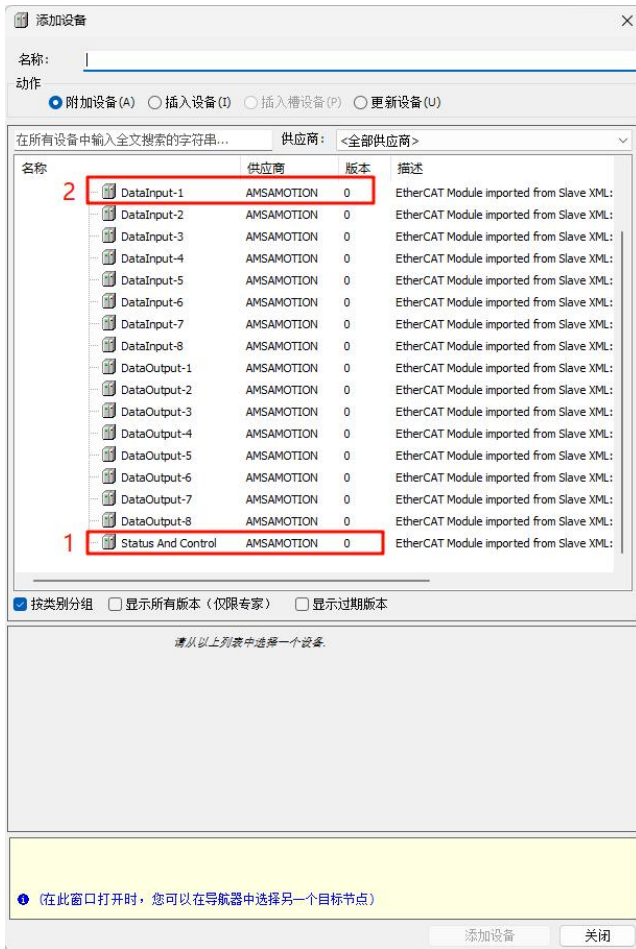 添加设备
名称:
动作
附加设备(A) 插入设备(I) 插入槽设备(P) 更新设备(U)
在所有设备中输入全文搜索的字符串... 供应商: <全部供应商>
名称 供应商 版本 描述
2 DataInput-1 AMSAMOTION 0 EtherCAT Module imported from Slave XML:
DataInput-2 AMSAMOTION 0 EtherCAT Module imported from Slave XML:
DataInput-3 AMSAMOTION 0 EtherCAT Module imported from Slave XML:
DataInput-4 AMSAMOTION 0 EtherCAT Module imported from Slave XML:
DataInput-5 AMSAMOTION 0 EtherCAT Module imported from Slave XML:
DataInput-6 AMSAMOTION 0 EtherCAT Module imported from Slave XML:
DataInput-7 AMSAMOTION 0 EtherCAT Module imported from Slave XML:
DataInput-8 AMSAMOTION 0 EtherCAT Module imported from Slave XML:
DataOutput-1 AMSAMOTION 0 EtherCAT Module imported from Slave XML:
DataOutput-2 AMSAMOTION 0 EtherCAT Module imported from Slave XML:
DataOutput-3 AMSAMOTION 0 EtherCAT Module imported from Slave XML:
DataOutput-4 AMSAMOTION 0 EtherCAT Module imported from Slave XML:
DataOutput-5 AMSAMOTION 0 EtherCAT Module imported from Slave XML:
DataOutput-6 AMSAMOTION 0 EtherCAT Module imported from Slave XML:
DataOutput-7 AMSAMOTION 0 EtherCAT Module imported from Slave XML:
DataOutput-8 AMSAMOTION 0 EtherCAT Module imported from Slave XML:
1 Status And Control AMSAMOTION 0 EtherCAT Module imported from Slave XML:
按类别分组 显示所有版本(仅限专家) 显示过期版本
请从以上列表中选择一个设备.
(在此窗口打开时,您可以在导航器中选择另一个目标节点)
添加设备 关闭